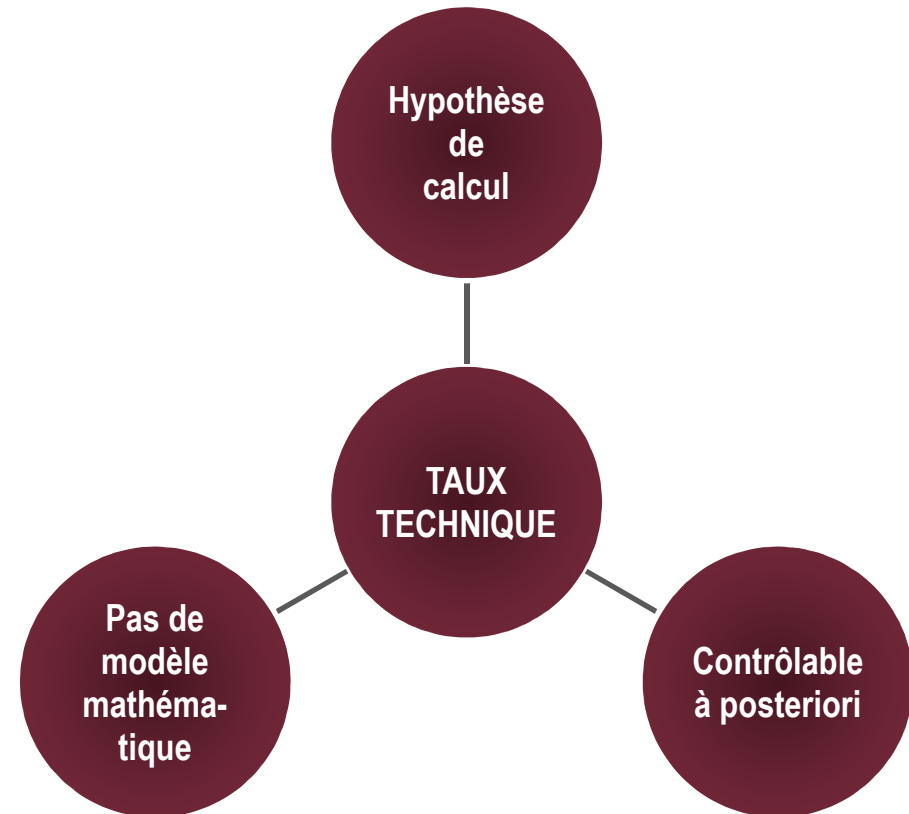 Hypothèse
de
calcul
TAUX
TECHNIQUE
Pas de
modèle
mathéma-
tique
Contrôlable
à posteriori